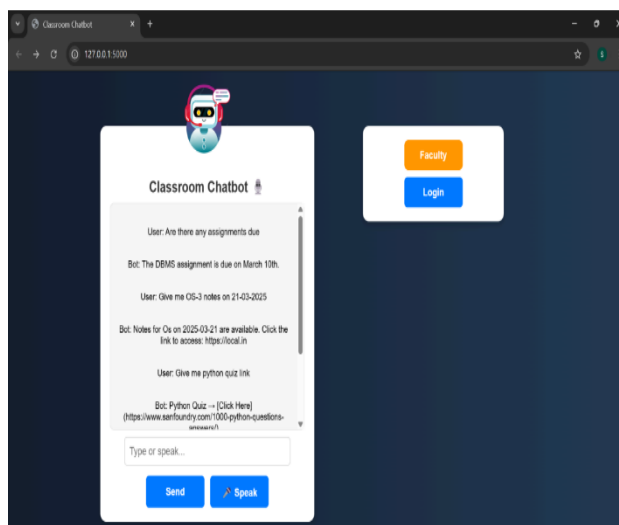 Classroom Chatbot
127.0.0.1:5000
S
Classroom Chatbot
User: Are there any assignments due
Bot: The DBMS assignment is due on March 10th.
User: Give me OS-3 notes on 21-03-2025
Bot: Notes for Os on 2025-03-21 are available. Click the
link to access: https://local.in
User: Give me python quiz link
Bot: Python Quiz → [Click Here]
(https://www.sanfoundry.com/1000-python-questions-
answers/)
Type or speak...
Send
Speak
Faculty
Login